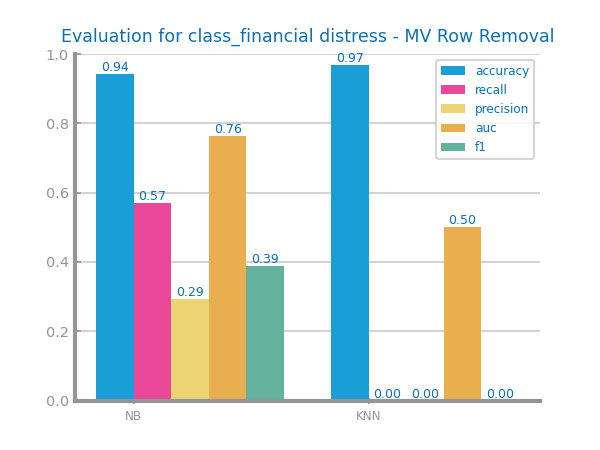 Evaluation for class_financial distress - MV Row Removal
1.0
0.8
0.6
0.4
0.2
0.0
0.94
0.57
0.29
0.76
0.39
0.97
0.00
0.00
0.50
0.00
accuracy
recall
precision
auc
f1
NB
KNN